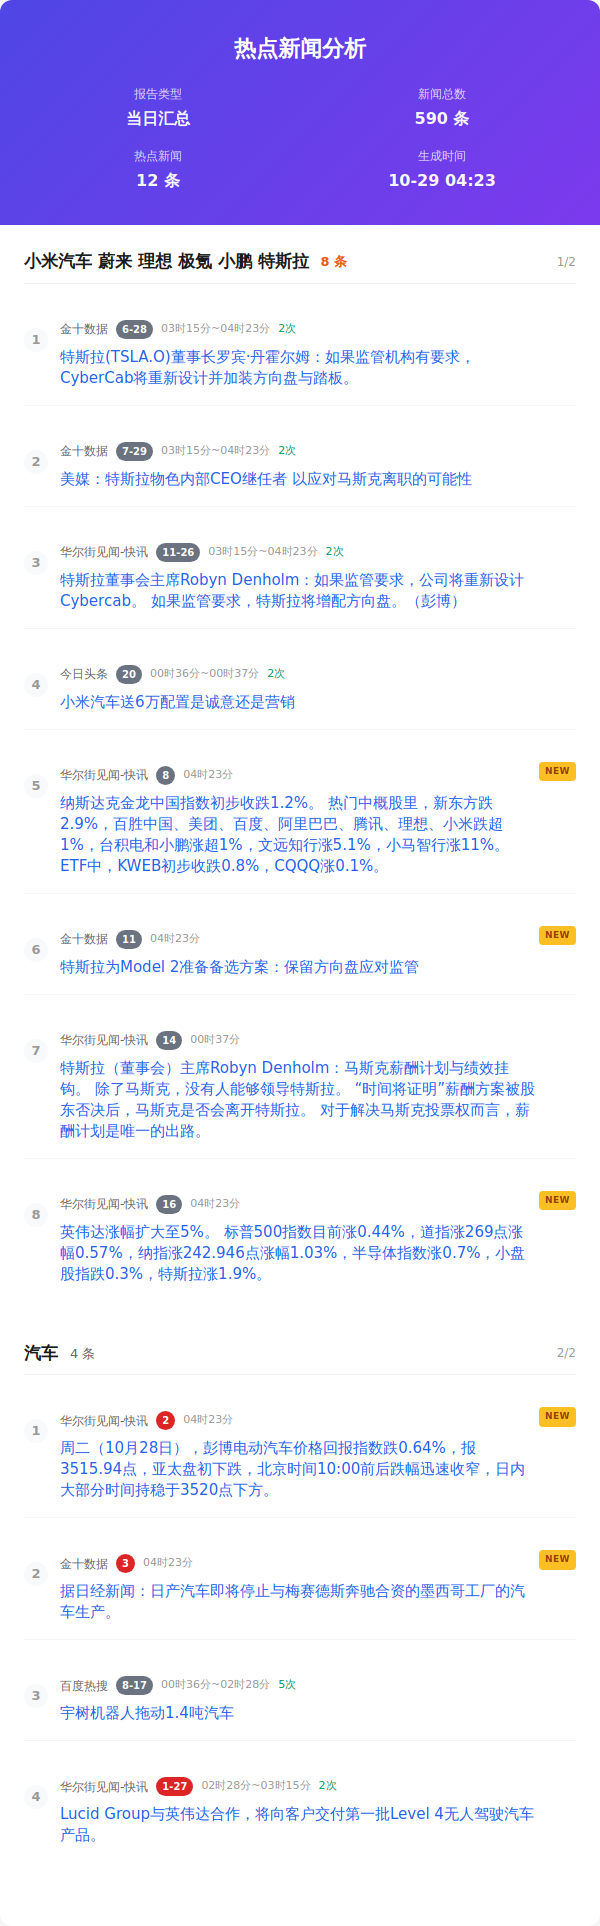 热点新闻分析
报告类型
当日汇总
新闻总数
590 条
热点新闻
12 条
生成时间
10-29 04:23
小米汽车 蔚来 理想 极氪 小鹏 特斯拉 8 条 1/2
1
金十数据 6-28 03时15分~04时23分 2次
特斯拉(TSLA.O)董事长罗宾·丹霍尔姆：如果监管机构有要求，
CyberCab将重新设计并加装方向盘与踏板。
2
金十数据 7-29 03时15分~04时23分 2次
美媒：特斯拉物色内部CEO继任者 以应对马斯克离职的可能性
3
华尔街见闻-快讯 11-26 03时15分~04时23分 2次
特斯拉董事会主席Robyn Denholm：如果监管要求，公司将重新设计
Cybercab。 如果监管要求，特斯拉将增配方向盘。（彭博）
4
今日头条 20 00时36分~00时37分 2次
小米汽车送6万配置是诚意还是营销
5
华尔街见闻-快讯 8 04时23分 NEW
纳斯达克金龙中国指数初步收跌1.2%。 热门中概股里，新东方跌
2.9%，百胜中国、美团、百度、阿里巴巴、腾讯、理想、小米跌超
1%，台积电和小鹏涨超1%，文远知行涨5.1%，小马智行涨11%。
ETF中，KWEB初步收跌0.8%，CQQQ涨0.1%。
6
金十数据 11 04时23分 NEW
特斯拉为Model 2准备备选方案：保留方向盘应对监管
7
华尔街见闻-快讯 14 00时37分
特斯拉（董事会）主席Robyn Denholm：马斯克薪酬计划与绩效挂
钩。 除了马斯克，没有人能够领导特斯拉。 “时间将证明”薪酬方案被股
东否决后，马斯克是否会离开特斯拉。 对于解决马斯克投票权而言，薪
酬计划是唯一的出路。
8
华尔街见闻-快讯 16 04时23分 NEW
英伟达涨幅扩大至5%。 标普500指数目前涨0.44%，道指涨269点涨
幅0.57%，纳指涨242.946点涨幅1.03%，半导体指数涨0.7%，小盘
股指跌0.3%，特斯拉涨1.9%。
汽车 4 条 2/2
1
华尔街见闻-快讯 2 04时23分 NEW
周二（10月28日），彭博电动汽车价格回报指数跌0.64%，报
3515.94点，亚太盘初下跌，北京时间10:00前后跌幅迅速收窄，日内
大部分时间持稳于3520点下方。
2
金十数据 3 04时23分 NEW
据日经新闻：日产汽车即将停止与梅赛德斯奔驰合资的墨西哥工厂的汽
车生产。
3
百度热搜 8-17 00时36分~02时28分 5次
宇树机器人拖动1.4吨汽车
4
华尔街见闻-快讯 1-27 02时28分~03时15分 2次
Lucid Group与英伟达合作，将向客户交付第一批Level 4无人驾驶汽车
产品。